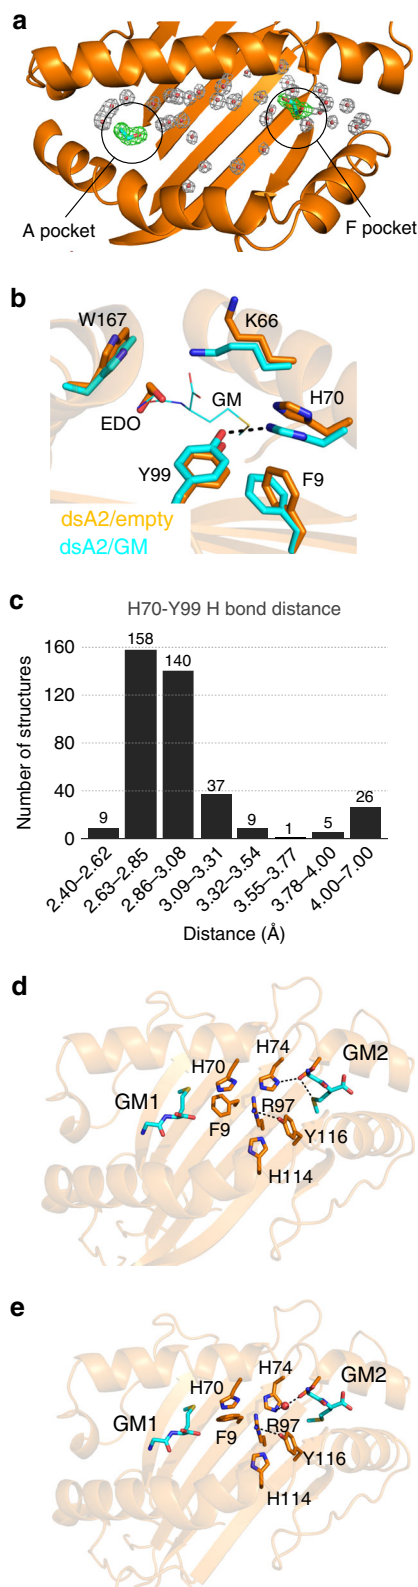 a
A pocket
F pocket
b
W167
K66
GM
H70
EDO
Y99
F9
dsA2/empty
dsA2/GM
c
H70-Y99 H bond distance
Number of structures
160
120
80
40
0
9
158
140
37
9
1
5
26
2.40–2.62
2.63–2.85
2.86–3.08
3.09–3.31
3.32–3.54
3.55–3.77
3.78–4.00
4.00–7.00
Distance (Å)
d
H74
H70
GM2
GM1
R97
F9
Y116
H114
e
H74
H70
GM2
GM1
R97
F9
Y116
H114